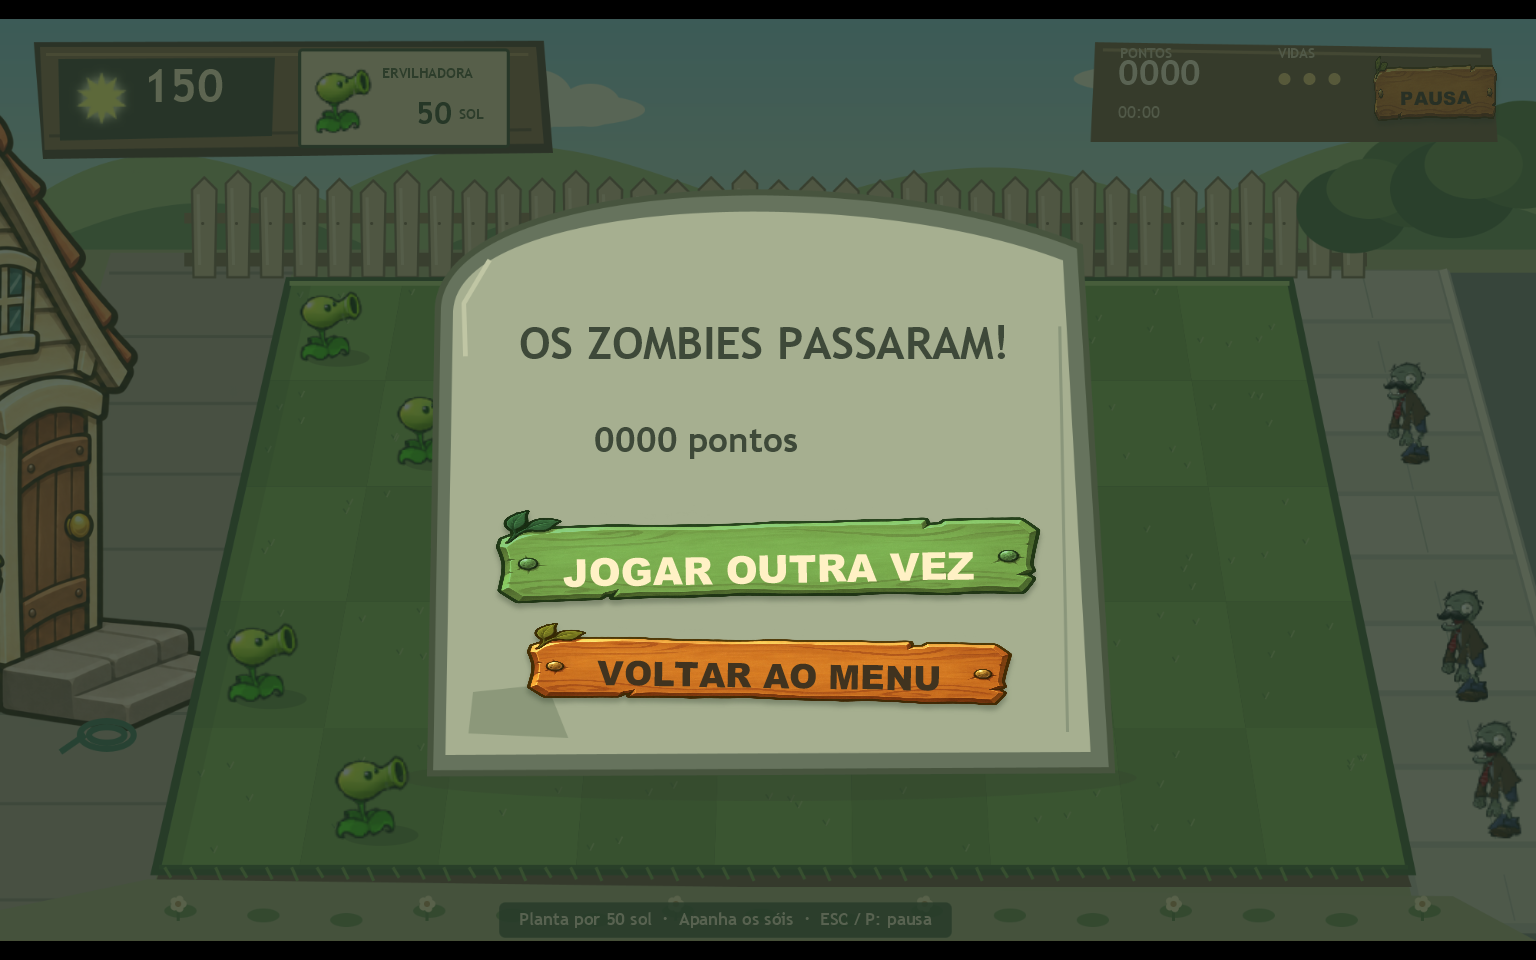 150
ERVILHADORA
50 SOL
PONTOS
0000
00:00
VIDAS
PAUSA
OS ZOMBIES PASSARAM!
0000 pontos
JOGAR OUTRA VEZ
VOLTAR AO MENU
Planta por 50 sol · Apanha os sóis · ESC / P: pausa